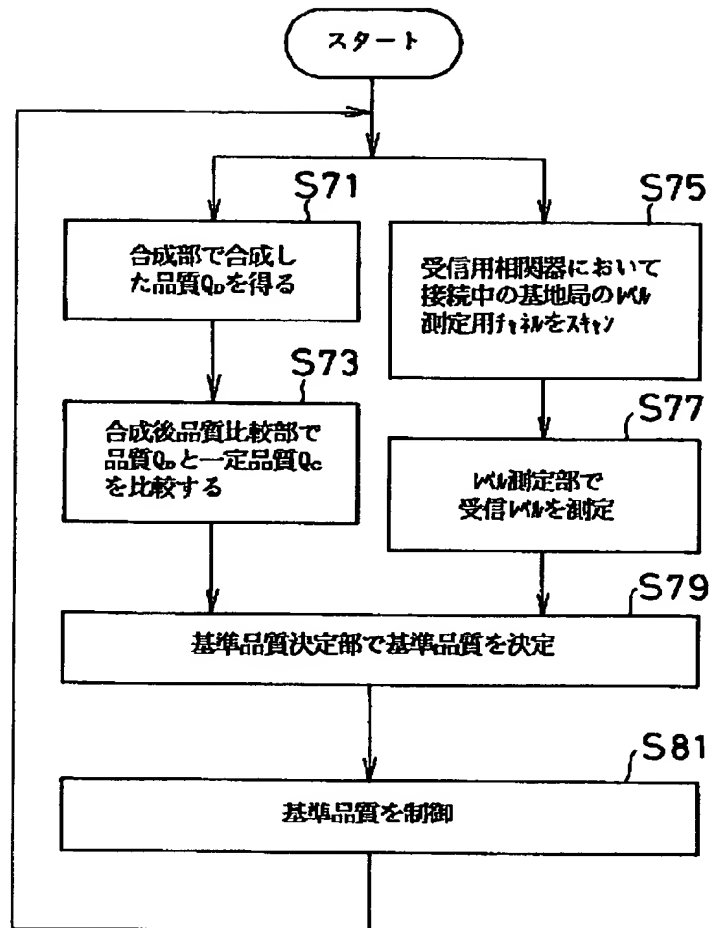 スタート
S71
合成部で合成し
た品質QDを得る
S75
受信用相関器において
接続中の基地局のﾚﾍﾞﾙ
測定用ﾁｬﾈﾙをｽｷｬﾝ
S73
合成後品質比較部で
品質QDと一定品質QC
を比較する
S77
ﾚﾍﾞﾙ測定部で
受信ﾚﾍﾞﾙを測定
S79
基準品質決定部で基準品質を決定
S81
基準品質を制御